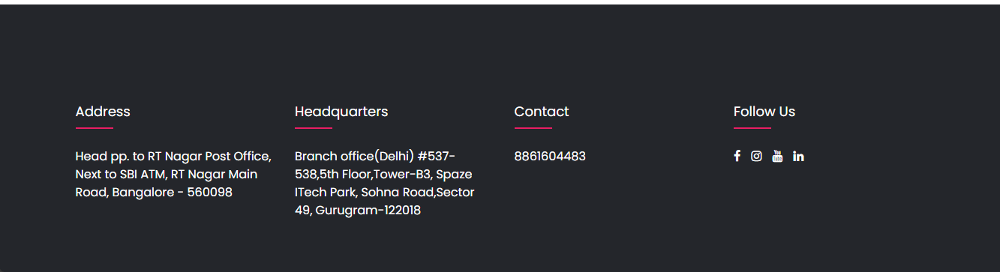 Address
Head pp. to RT Nagar Post Office,
Next to SBI ATM, RT Nagar Main
Road, Bangalore - 560098
Headquarters
Branch office(Delhi) #537-
538,5th Floor,Tower-B3, Spaze
ITech Park, Sohna Road,Sector
49, Gurugram-122018
Contact
8861604483
Follow Us